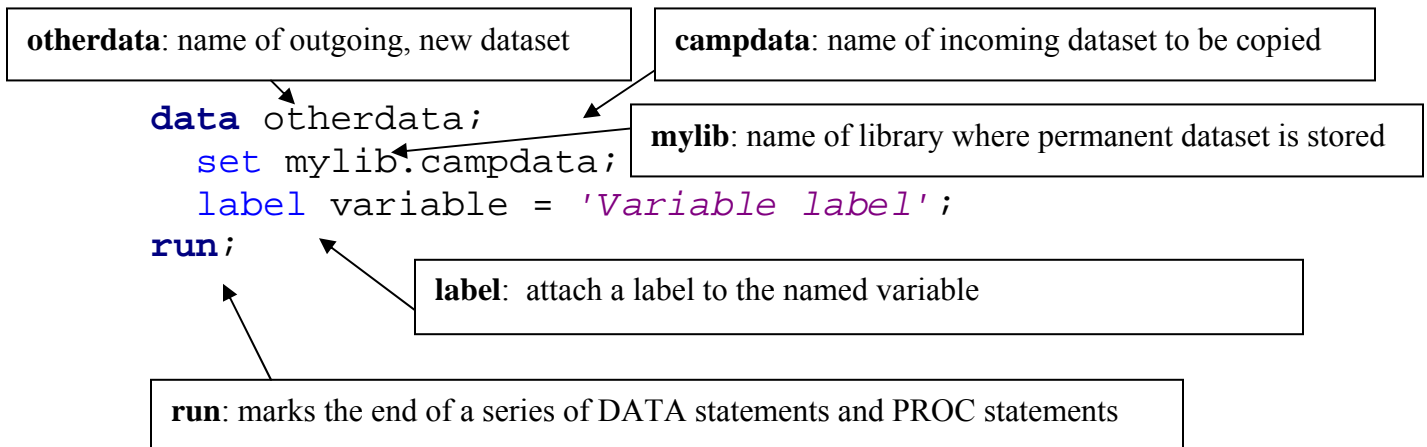 otherdata: name of outgoing, new dataset
campdata: name of incoming dataset to be copied
data otherdata;
mylib: name of library where permanent dataset is stored
set mylib.campdata;
label variable = 'Variable label';
run;
label: attach a label to the named variable
run: marks the end of a series of DATA statements and PROC statements